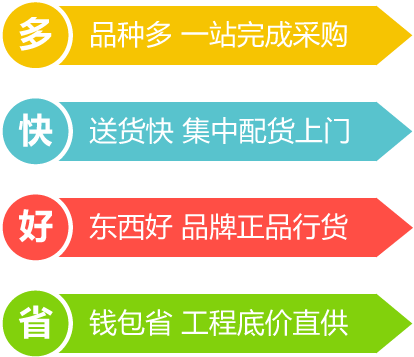 多 品种多 一站完成采购
快 送货快 集中配货上门
好 东西好 品牌正品行货
省 钱包省 工程底价直供